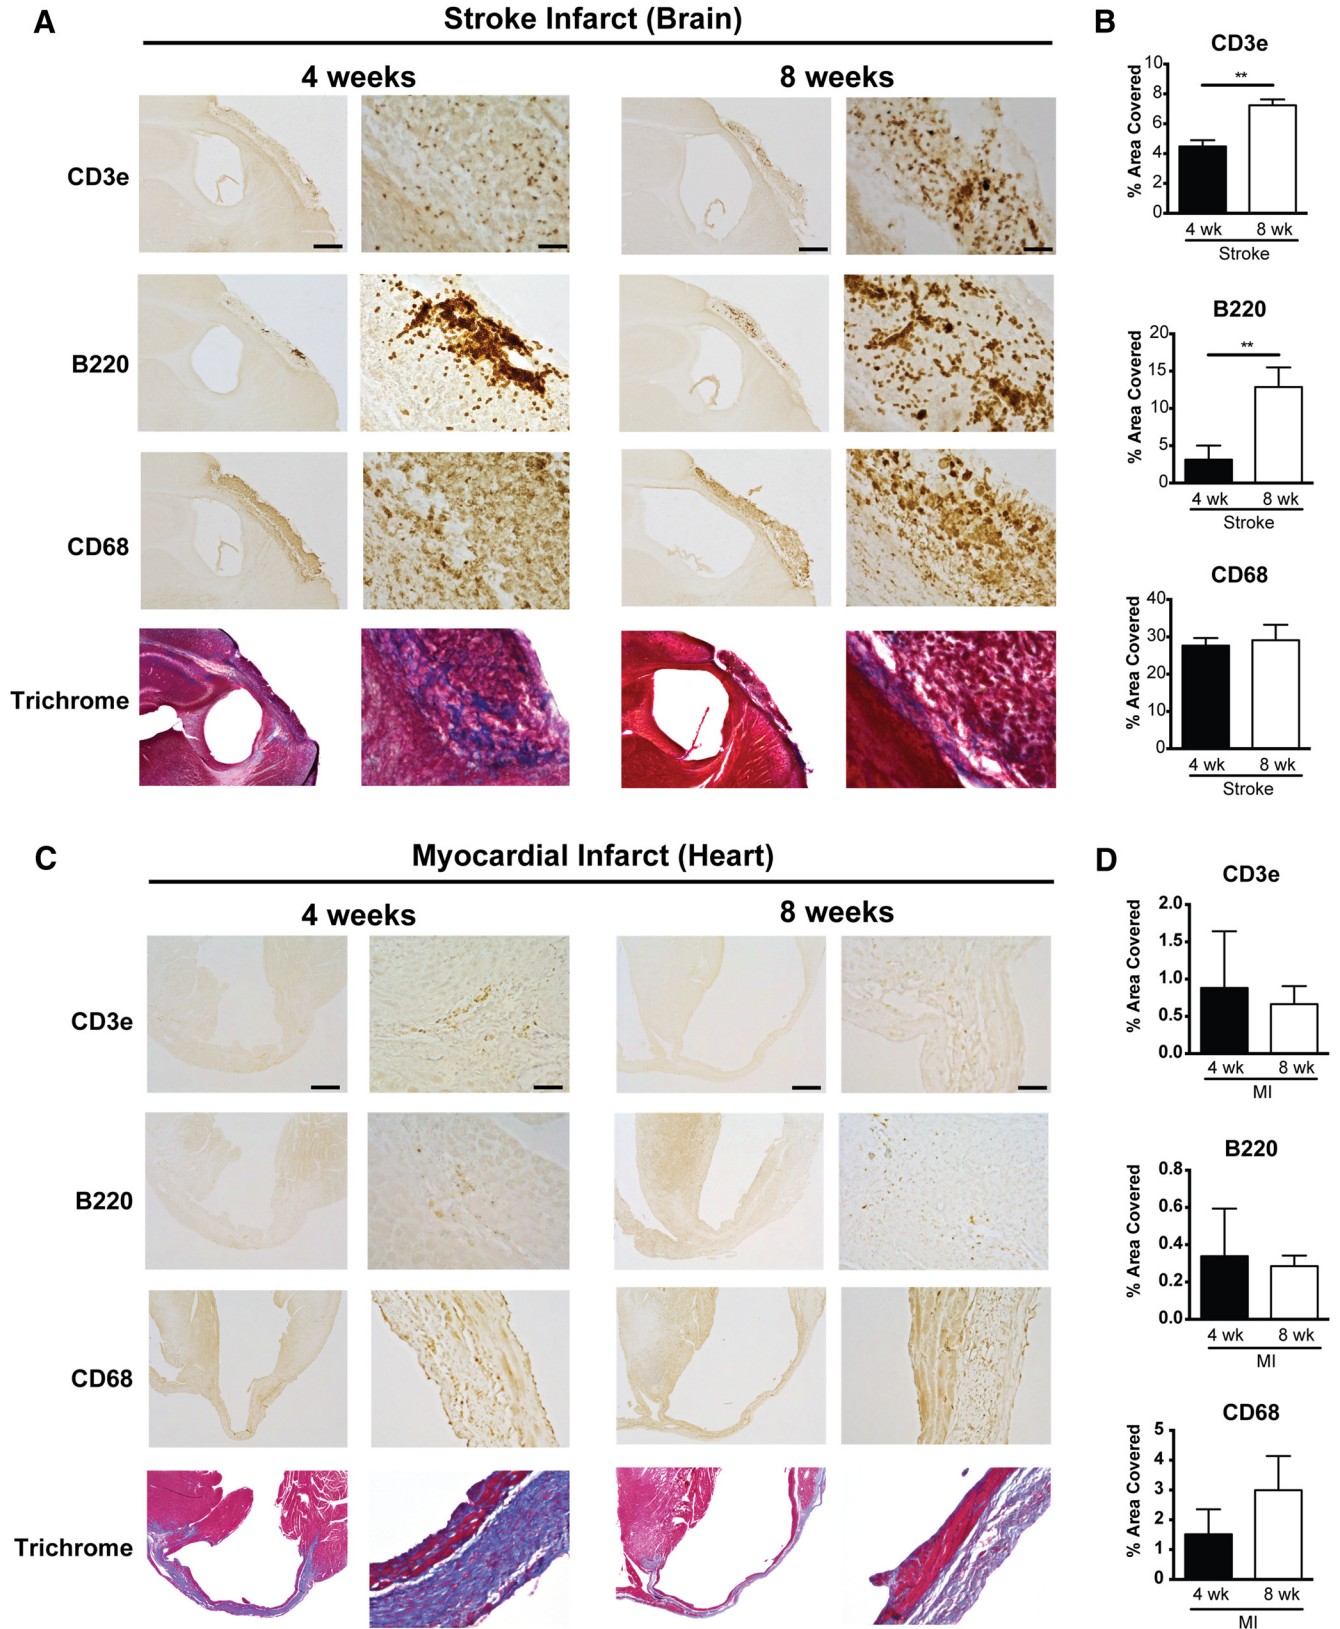 A
Stroke Infarct (Brain)
4 weeks
8 weeks
CD3e
B220
CD68
Trichrome
B
CD3e
% Area Covered
10
8
6
4
2
0
**
4 wk
8 wk
Stroke
B220
% Area Covered
20
15
10
5
0
**
4 wk
8 wk
Stroke
CD68
% Area Covered
40
30
20
10
0
4 wk
8 wk
Stroke
C
Myocardial Infarct (Heart)
4 weeks
8 weeks
CD3e
B220
CD68
Trichrome
D
CD3e
% Area Covered
2.0
1.5
1.0
0.5
0.0
4 wk
8 wk
MI
B220
% Area Covered
0.8
0.6
0.4
0.2
0.0
4 wk
8 wk
MI
CD68
% Area Covered
5
4
3
2
1
0
4 wk
8 wk
MI